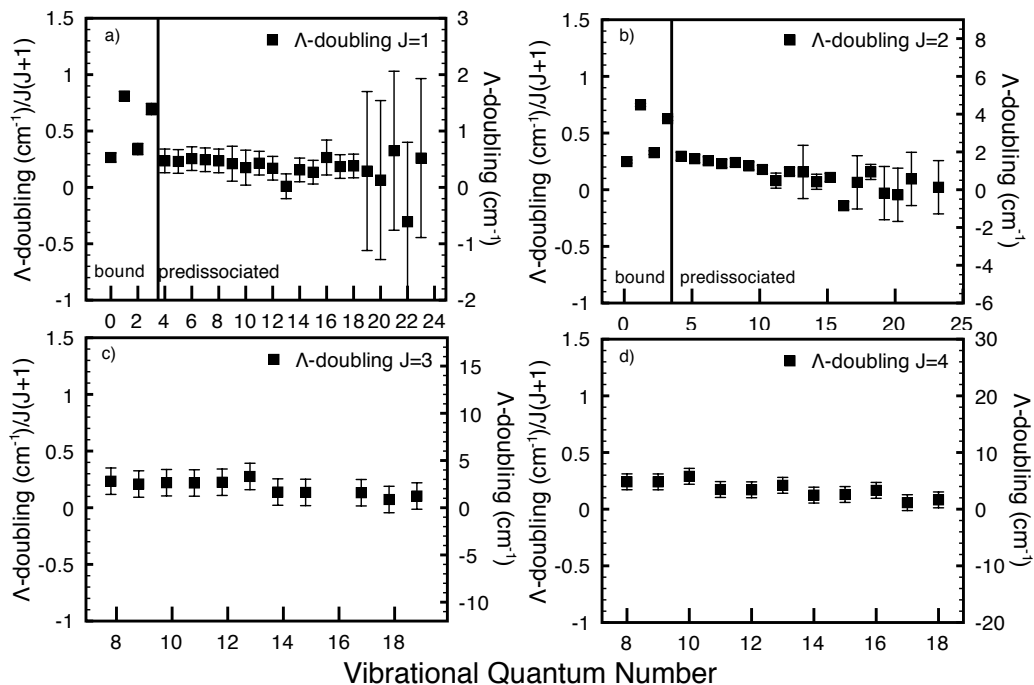 a)
Λ-doubling J=1
bound
predissociated
Λ-doubling (cm⁻¹)/J(J+1)
1.5
1
0.5
0
-0.5
-1
Λ-doubling (cm⁻¹)
3
2
1
0
-1
-2
0 2 4 6 8 10 12 14 16 18 20 22 24
b)
Λ-doubling J=2
bound
predissociated
Λ-doubling (cm⁻¹)/J(J+1)
1.5
1
0.5
0
-0.5
-1
Λ-doubling (cm⁻¹)
8
6
4
2
0
-2
-4
-6
0 5 10 15 20 25
c)
Λ-doubling J=3
Λ-doubling (cm⁻¹)/J(J+1)
1.5
1
0.5
0
-0.5
-1
Λ-doubling (cm⁻¹)
15
10
5
0
-5
-10
8 10 12 14 16 18
d)
Λ-doubling J=4
Λ-doubling (cm⁻¹)/J(J+1)
1.5
1
0.5
0
-0.5
-1
Λ-doubling (cm⁻¹)
30
20
10
0
-10
-20
8 10 12 14 16 18
Vibrational Quantum Number